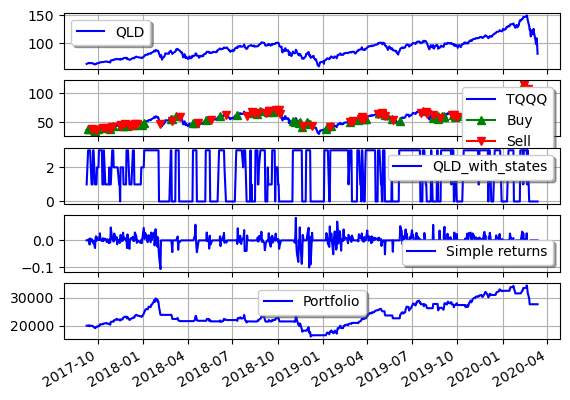 150
100
QLD
100
50
TQQQ
Buy
Sell
2
0
QLD_with_states
0.0
−0.1
Simple returns
30000
20000
Portfolio
2017-10 2018-01 2018-04 2018-07 2018-10 2019-01 2019-04 2019-07 2019-10 2020-01 2020-04